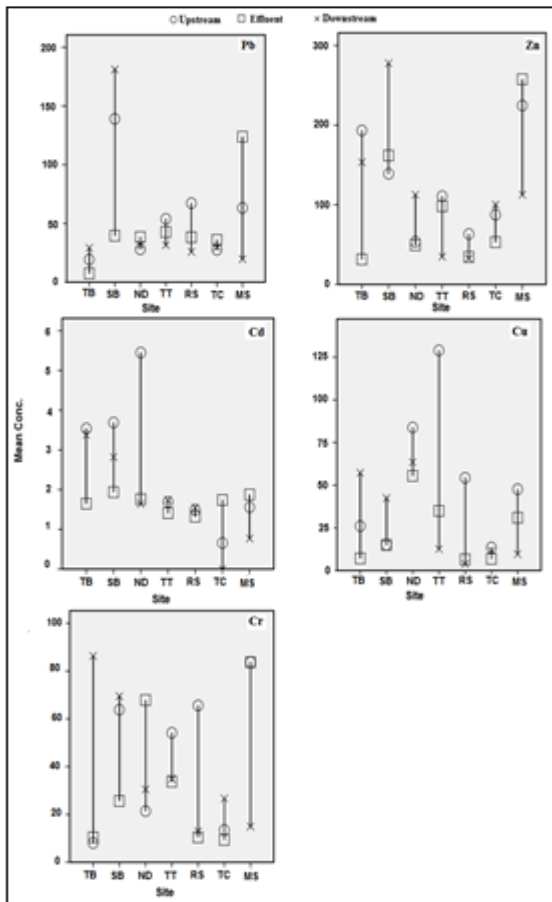 Upstream Effluent Downstream
Pb
200
150
100
50
0
TB SB ND TT RS TC MS
Site
Zn
300
200
100
0
TB SB ND TT RS TC MS
Site
Mean Conc.
Cd
6
5
4
3
2
1
0
TB SB ND TT RS TC MS
Site
Cu
125
100
75
50
25
0
TB SB ND TT RS TC MS
Site
Cr
100
80
60
40
20
0
TB SB ND TT RS TC MS
Site